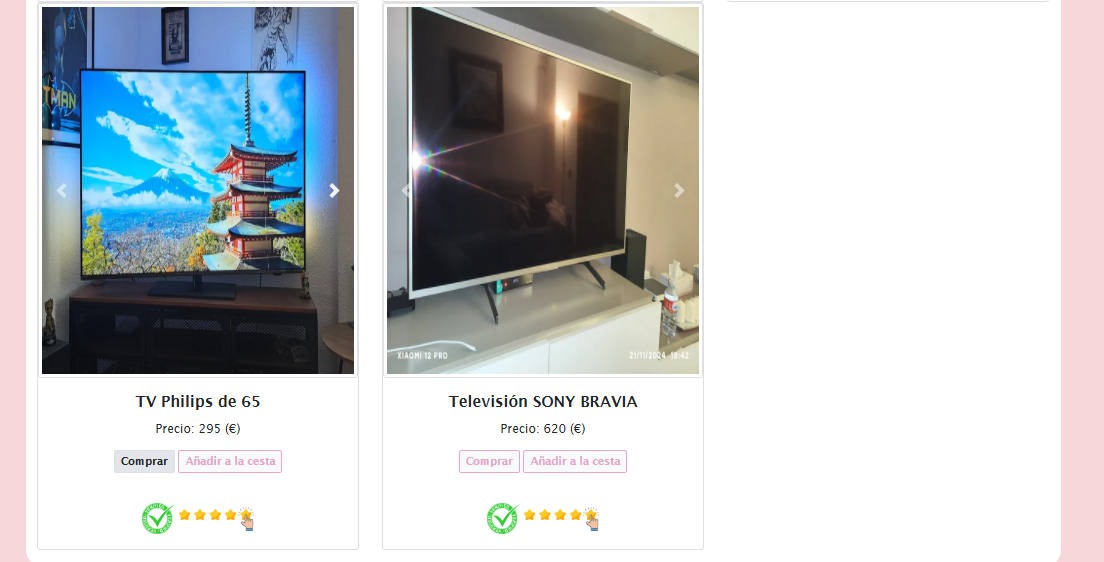 TMAN
XIAOMI 12 PRO
21/11/2024 18:42
TV Philips de 65
Precio: 295 (€)
Comprar
Añadir a la cesta
Televisión SONY BRAVIA
Precio: 620 (€)
Comprar
Añadir a la cesta